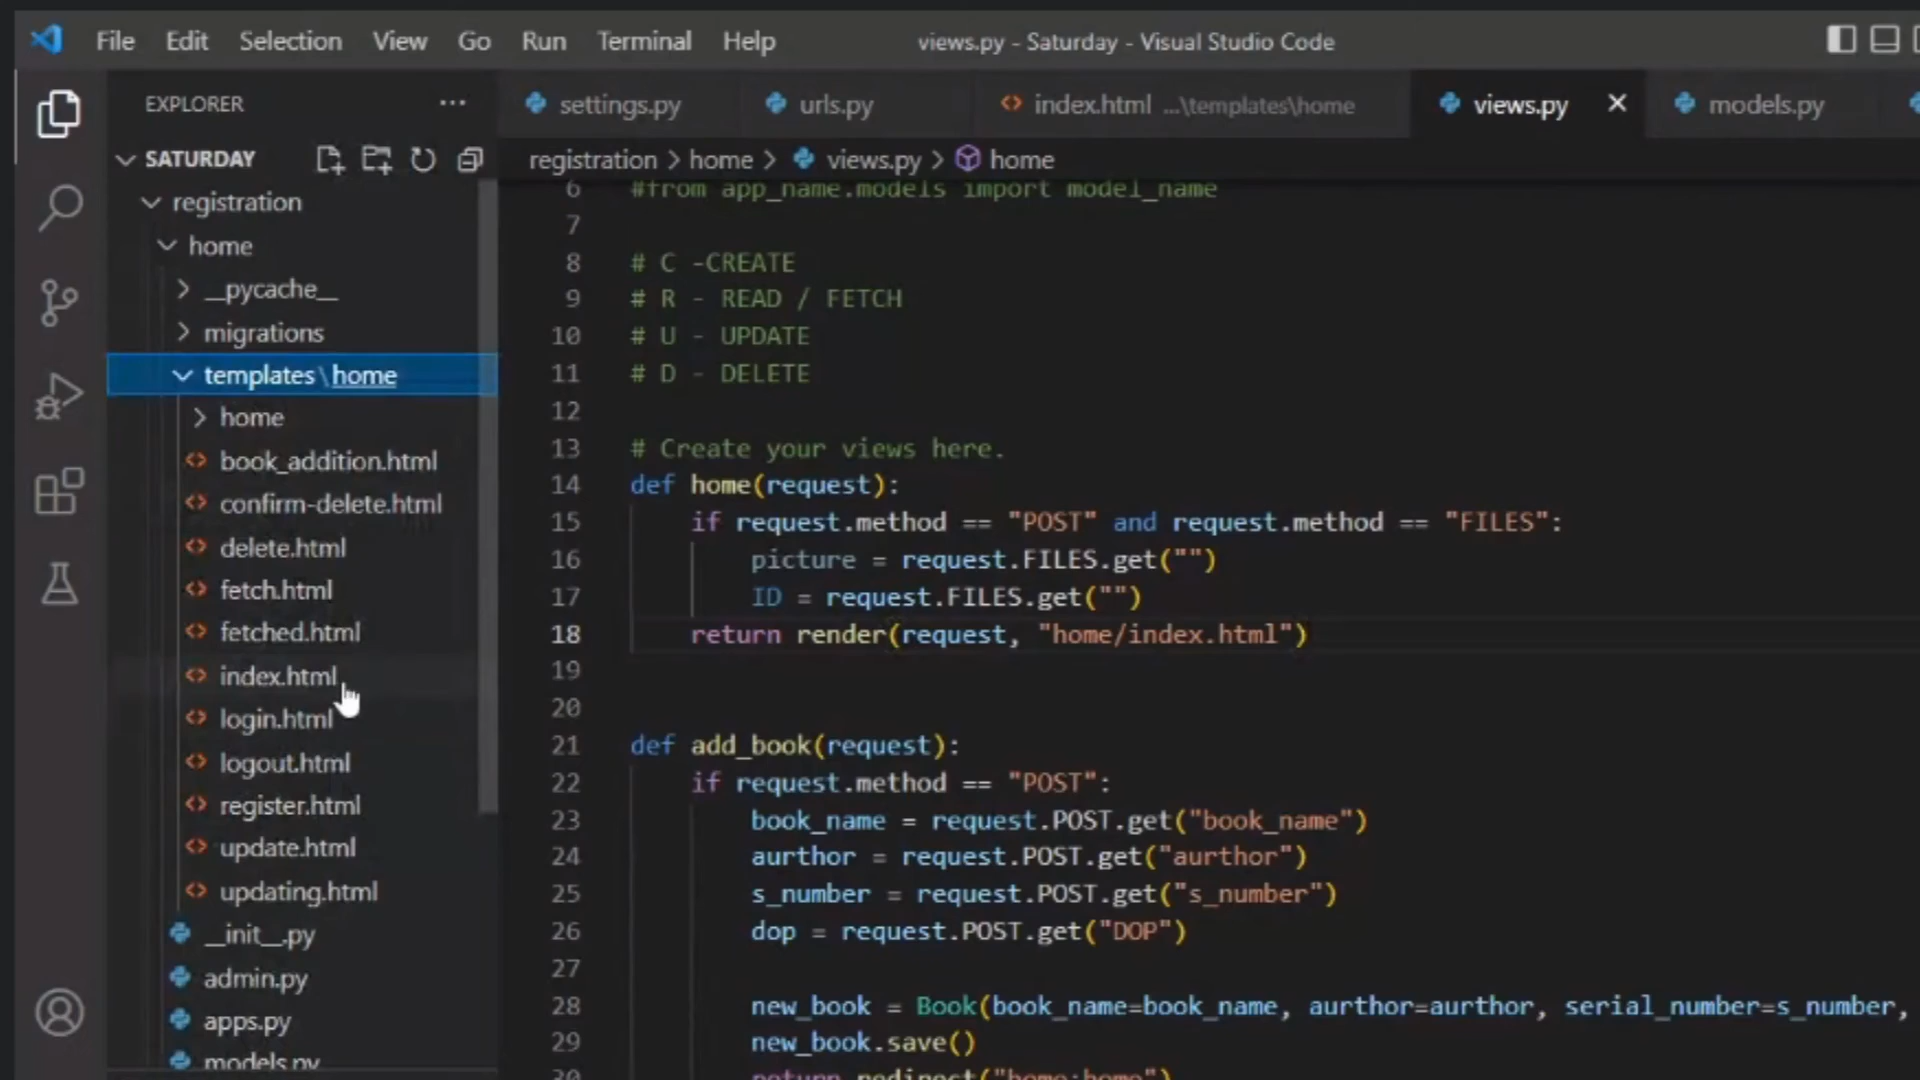 File Edit Selection View Go Run Terminal Help views.py - Saturday - Visual Studio Code
EXPLORER
settings.py
urls.py
index.html ...\templates\home
views.py
models.py
SATURDAY
registration > home > views.py > home
registration
home
__pycache__
migrations
templates\home
home
book_addition.html
confirm-delete.html
delete.html
fetch.html
fetched.html
index.html
login.html
logout.html
register.html
update.html
updating.html
__init__.py
admin.py
apps.py
models.py
6 #from app_name.models import model_name
7
8 # C -CREATE
9 # R - READ / FETCH
10 # U - UPDATE
11 # D - DELETE
12
13 # Create your views here.
14 def home(request):
15 if request.method == "POST" and request.method == "FILES":
16 picture = request.FILES.get("")
17 ID = request.FILES.get("")
18 return render(request, "home/index.html")
19
20
21 def add_book(request):
22 if request.method == "POST":
23 book_name = request.POST.get("book_name")
24 aurthor = request.POST.get("aurthor")
25 s_number = request.POST.get("s_number")
26 dop = request.POST.get("DOP")
27
28 new_book = Book(book_name=book_name, aurthor=aurthor, serial_number=s_number,
29 new_book.save()
30 return redirect("home:home")